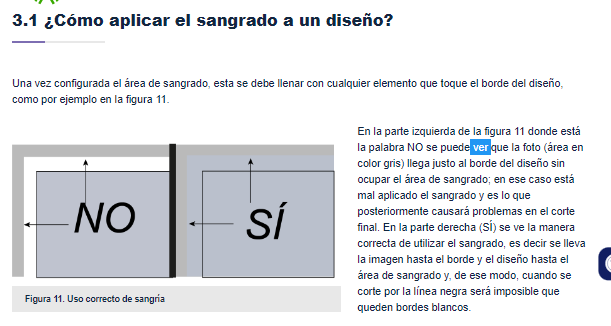 3.1 ¿Cómo aplicar el sangrado a un diseño?
Una vez configurada el área de sangrado, esta se debe llenar con cualquier elemento que toque el borde del diseño,
como por ejemplo en la figura 11.
NO
SÍ
Figura 11. Uso correcto de sangría
En la parte izquierda de la figura 11 donde está
la palabra NO se puede ver que la foto (área en
color gris) llega justo al borde del diseño sin
ocupar el área de sangrado; en ese caso está
mal aplicado el sangrado y es lo que
posteriormente causará problemas en el corte
final. En la parte derecha (SÍ) se ve la manera
correcta de utilizar el sangrado, es decir se lleva
la imagen hasta el borde y el diseño hasta el
área de sangrado y, de ese modo, cuando se
corte por la línea negra será imposible que
queden bordes blancos.